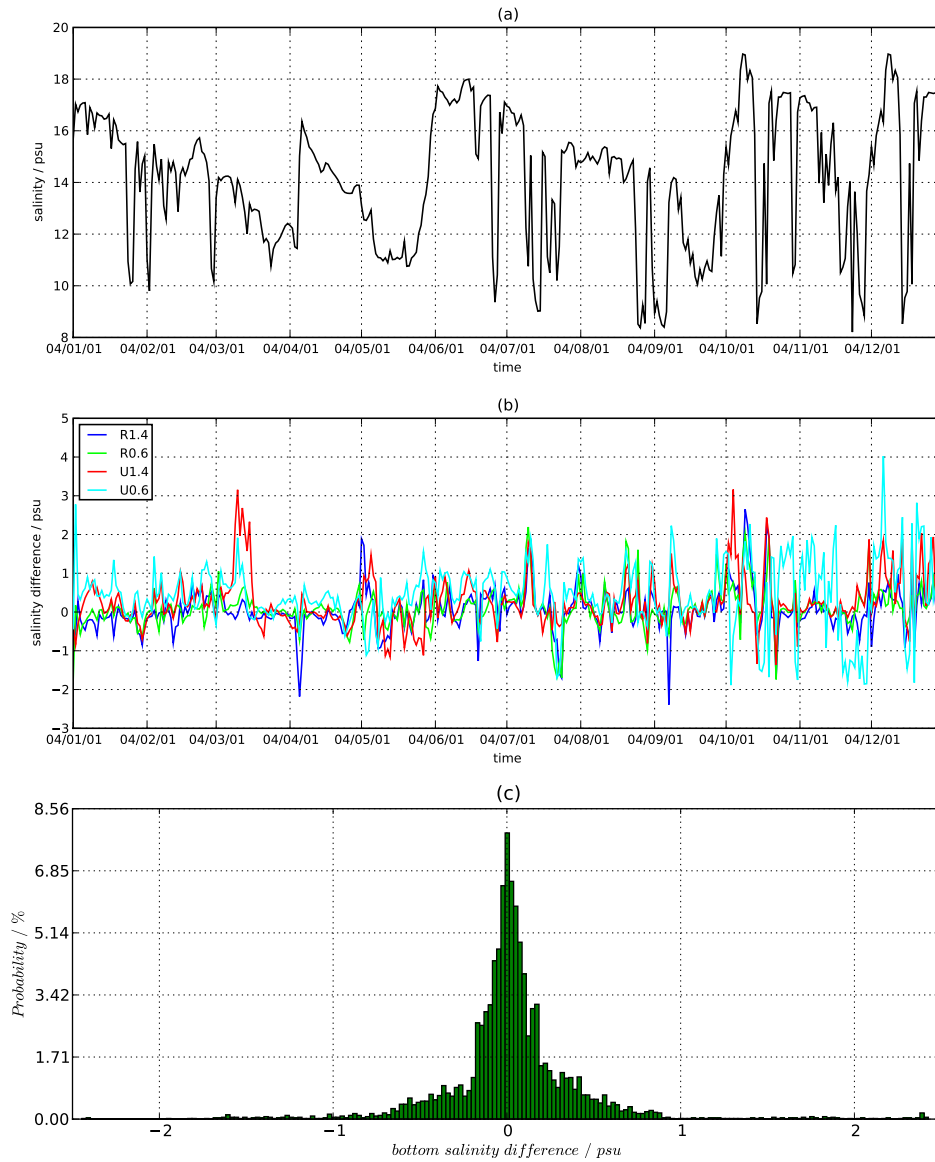 (a)
20
18
16
14
12
10
8
salinity / psu
04/01/01 04/02/01 04/03/01 04/04/01 04/05/01 04/06/01 04/07/01 04/08/01 04/09/01 04/10/01 04/11/01 04/12/01
time
(b)
5
4
3
2
1
0
−1
−2
−3
salinity difference / psu
R1.4
R0.6
U1.4
U0.6
04/01/01 04/02/01 04/03/01 04/04/01 04/05/01 04/06/01 04/07/01 04/08/01 04/09/01 04/10/01 04/11/01 04/12/01
time
(c)
8.56
6.85
5.14
3.42
1.71
0.00
Probability / %
−2 −1 0 1 2
bottom salinity difference / psu